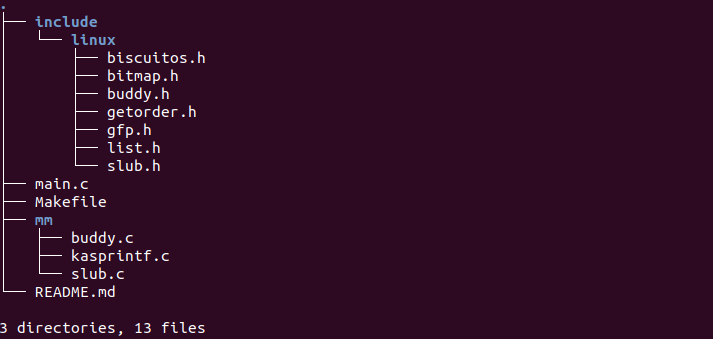 .
├── include
│   └── linux
│       ├── biscuitos.h
│       ├── bitmap.h
│       ├── buddy.h
│       ├── getorder.h
│       ├── gfp.h
│       ├── list.h
│       └── slub.h
├── main.c
├── Makefile
├── mm
│   ├── buddy.c
│   ├── kasprintf.c
│   └── slub.c
└── README.md
3 directories, 13 files